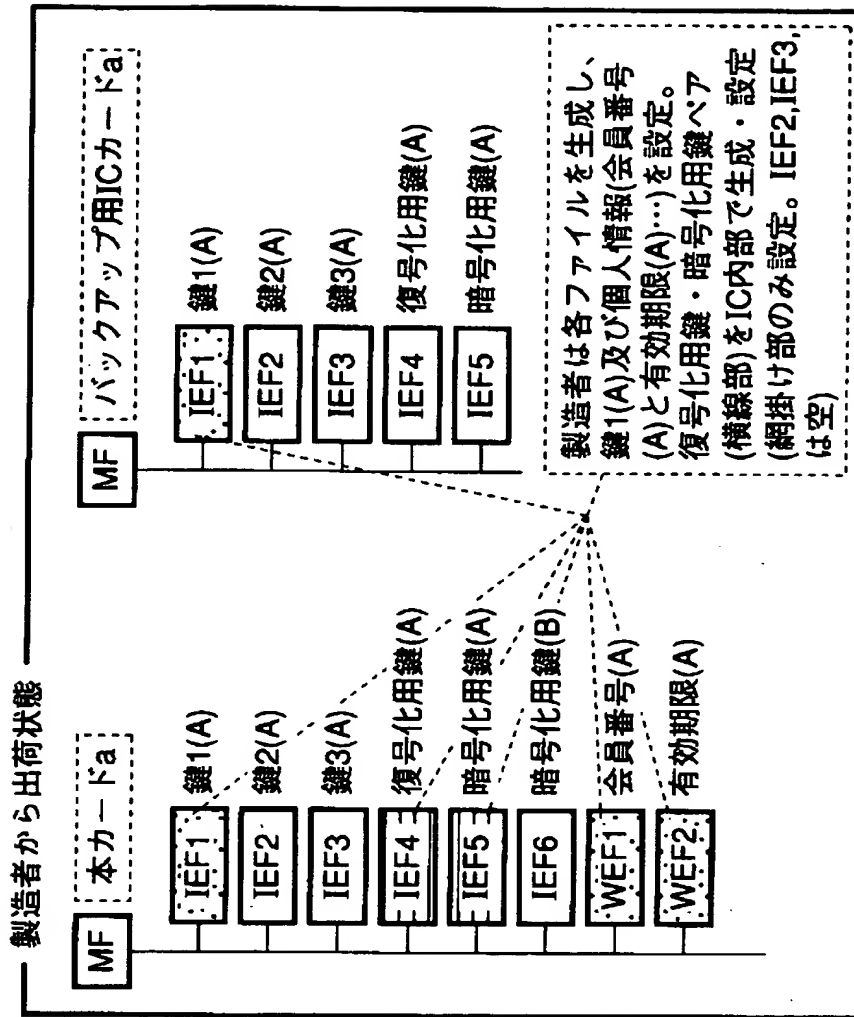 製造者から出荷状態
本カードa
MF
IEF1 鍵1(A)
IEF2 鍵2(A)
IEF3 鍵3(A)
IEF4 復号化用鍵(A)
IEF5 暗号化用鍵(A)
IEF6 暗号化用鍵(B)
WEF1 会員番号(A)
WEF2 有効期限(A)
バックアップ用ICカードa
MF
IEF1 鍵1(A)
IEF2 鍵2(A)
IEF3 鍵3(A)
IEF4 復号化用鍵(A)
IEF5 暗号化用鍵(A)
製造者は各ファイルを生成し、
鍵1(A)及び個人情報(会員番号
(A)と有効期限(A)…)を設定。
復号化用鍵・暗号化用鍵ペア
(横線部)をIC内部で生成・設定
(網掛け部のみ設定。IEF2,IEF3,
は空)